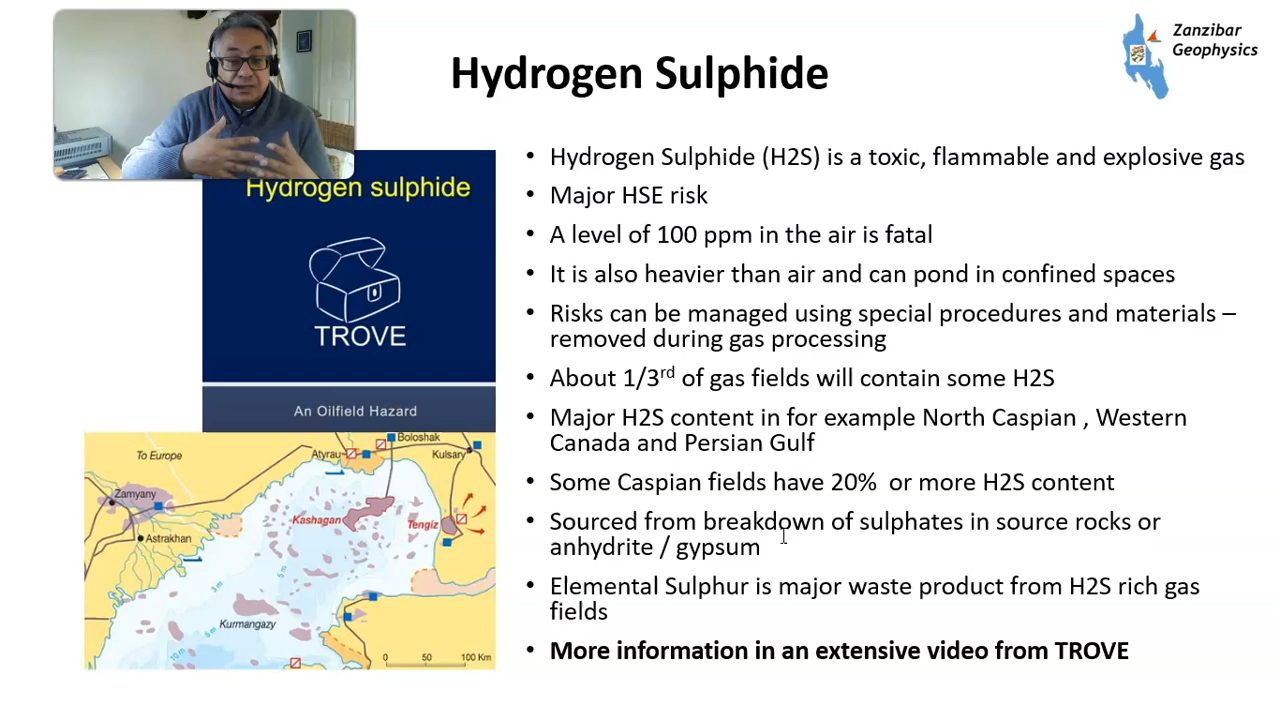 Zanzibar
Geophysics
Hydrogen Sulphide
Hydrogen sulphide
TROVE
An Oilfield Hazard
• Hydrogen Sulphide (H2S) is a toxic, flammable and explosive gas
• Major HSE risk
• A level of 100 ppm in the air is fatal
• It is also heavier than air and can pond in confined spaces
• Risks can be managed using special procedures and materials –
removed during gas processing
• About 1/3rd of gas fields will contain some H2S
• Major H2S content in for example North Caspian , Western
Canada and Persian Gulf
• Some Caspian fields have 20% or more H2S content
• Sourced from breakdown of sulphates in source rocks or
anhydrite / gypsum
• Elemental Sulphur is major waste product from H2S rich gas
fields
• More information in an extensive video from TROVE
To Europe
Atyrau
Boloshak
Kulsary
Zamyany
Kashagan
Tengiz
Astrakhan
3 m
5 m
Kurmangazy
5 m
10 m
0 50 100 Km